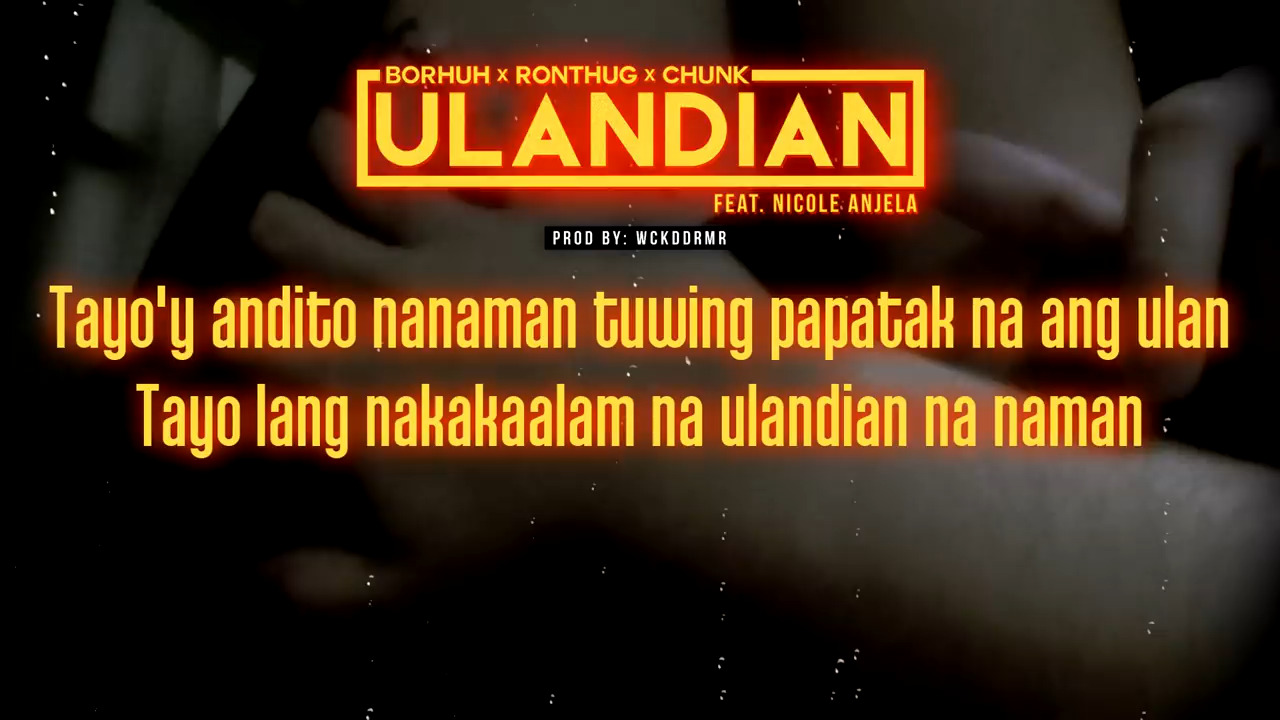 BORHUH x RONTHUG x CHUNK
ULANDIAN
FEAT. NICOLE ANJELA
PROD BY: WCKDDRMR
Tayo'y andito nanaman tuwing papatak na ang ulan
Tayo lang nakakaalam na ulandian na naman